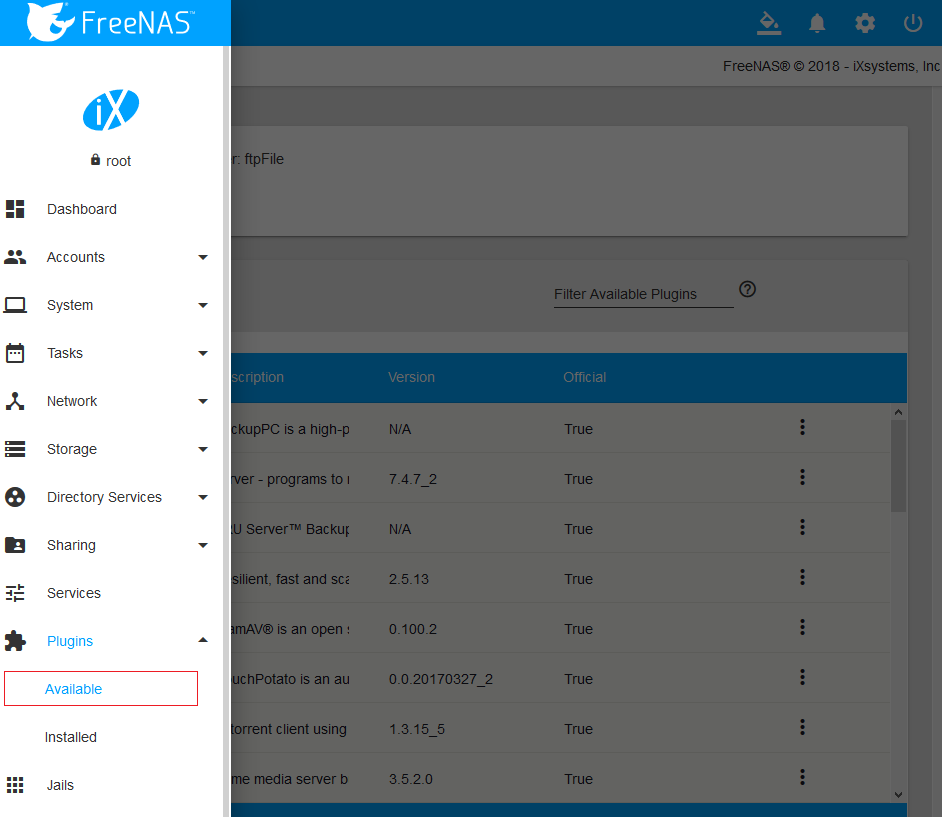 FreeNAS™
FreeNAS® © 2018 - iXsystems, Inc
iX
root
r: ftpFile
Dashboard
Accounts
System
Filter Available Plugins
Tasks
scription Version Official
Network
ckupPC is a high-p N/A True
Storage
rver - programs to 7.4.7_2 True
Directory Services
RU Server™ Backup N/A True
Sharing
silient, fast and sca 2.5.13 True
Services
amAV® is an open s 0.100.2 True
Plugins
uchPotato is an au 0.0.20170327_2 True
Available
torrent client using 1.3.15_5 True
Installed
me media server b 3.5.2.0 True
Jails